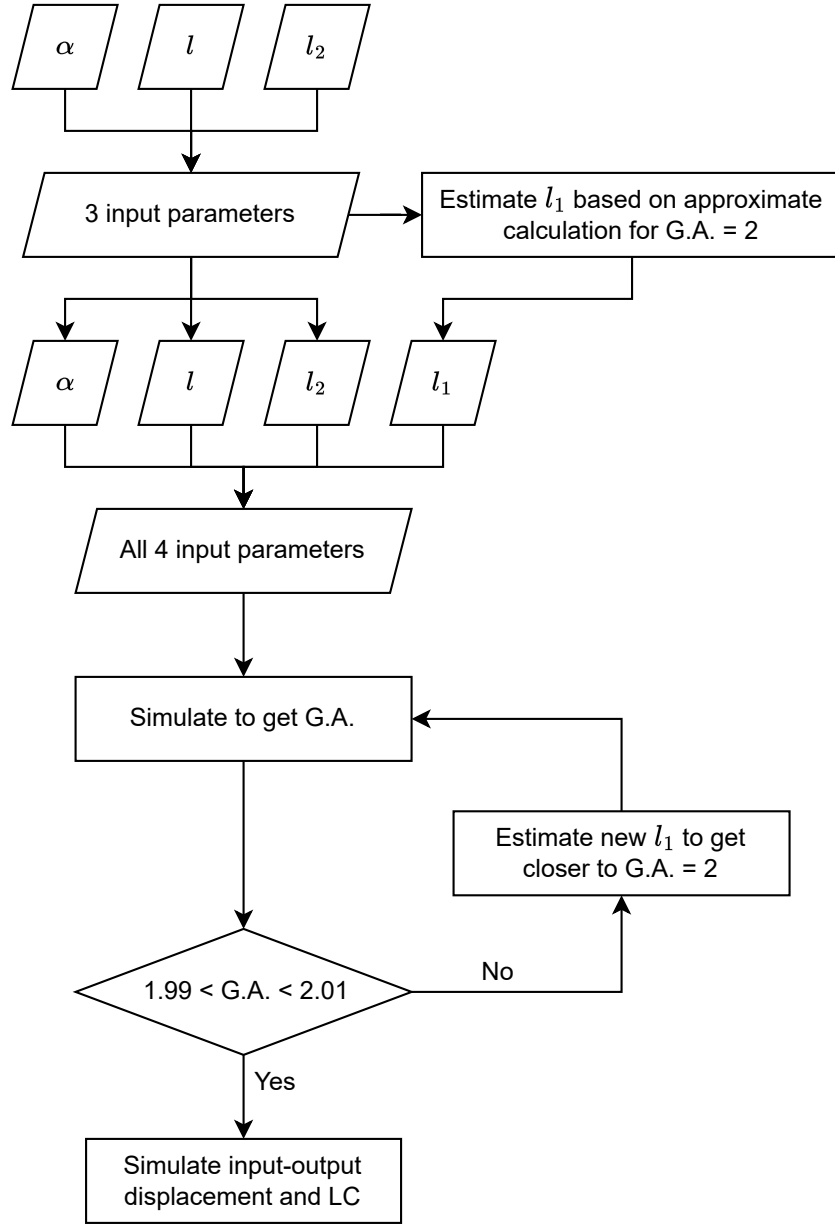 α
l
l₂
3 input parameters
Estimate l₁ based on approximate
calculation for G.A. = 2
α
l
l₂
l₁
All 4 input parameters
Simulate to get G.A.
Estimate new l₁ to get
closer to G.A. = 2
1.99 < G.A. < 2.01
No
Yes
Simulate input-output
displacement and LC